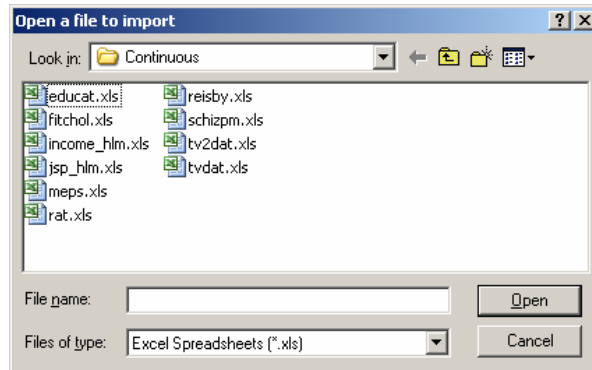 Open a file to import
Look in: Continuous
educat.xls
fitchol.xls
income_hlm.xls
jsp_hlm.xls
meps.xls
rat.xls
reisby.xls
schizpm.xls
tv2dat.xls
tvdat.xls
File name:
Open
Files of type: Excel Spreadsheets (*.xls)
Cancel